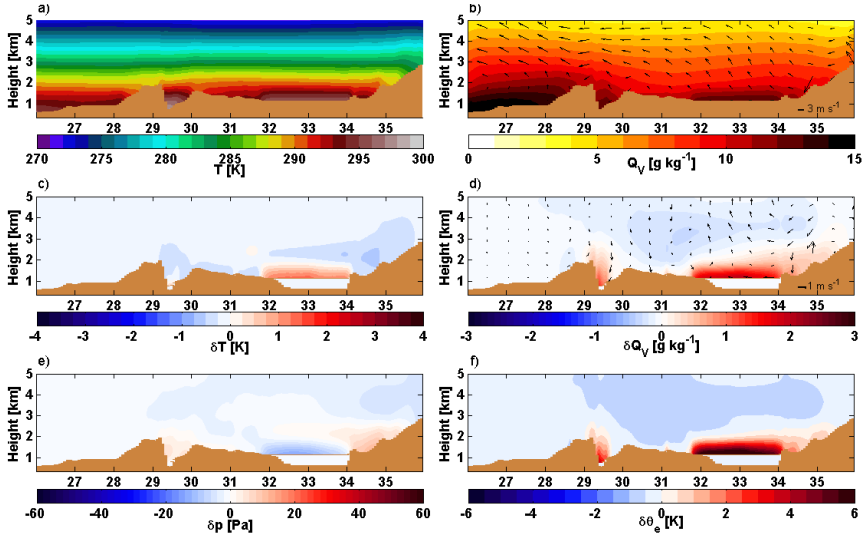 a)
b)
Height [km]
5
4
3
2
1
27 28 29 30 31 32 33 34 35
270 275 280 285 290 295 300
T [K]
Height [km]
5
4
3
2
1
3 m s⁻¹
27 28 29 30 31 32 33 34 35
0 5 10 15
Q_V [g kg⁻¹]
c)
d)
Height [km]
5
4
3
2
1
27 28 29 30 31 32 33 34 35
-4 -3 -2 -1 0 1 2 3 4
δT [K]
Height [km]
5
4
3
2
1
1 m s⁻¹
27 28 29 30 31 32 33 34 35
-3 -2 -1 0 1 2 3
δQ_V [g kg⁻¹]
e)
f)
Height [km]
5
4
3
2
1
27 28 29 30 31 32 33 34 35
-60 -40 -20 0 20 40 60
δp [Pa]
Height [km]
5
4
3
2
1
27 28 29 30 31 32 33 34 35
-6 -4 -2 0 2 4 6
δθ_e [K]